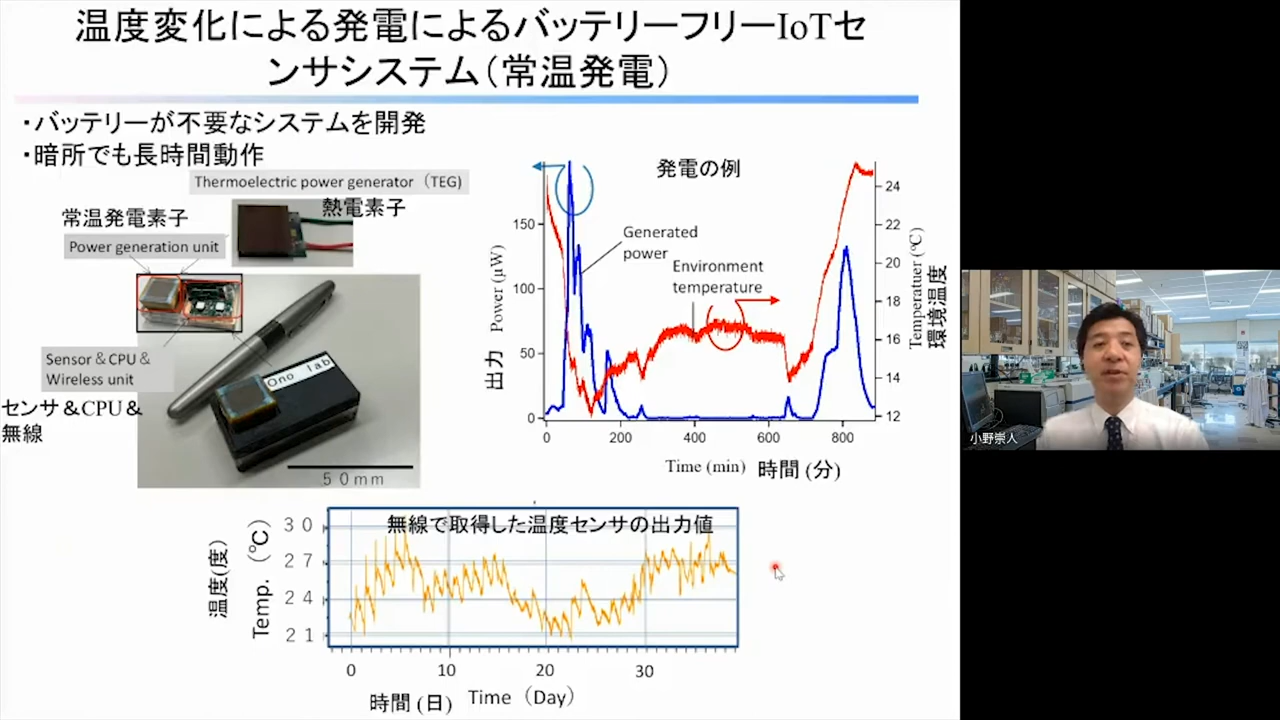 温度変化による発電によるバッテリーフリーIoTセ
ンサシステム（常温発電）
・バッテリーが不要なシステムを開発
・暗所でも長時間動作
Thermoelectric power generator（TEG)
熱電素子
常温発電素子
Power generation unit
Sensor＆CPU＆
Wireless unit
センサ＆CPU＆
無線
Ono lab
50mm
発電の例
Generated
power
Environment
temperature
出力 Power (μW)
150
100
50
0
24
22
20
18
16
14
12
Temperatuer (℃)
環境温度
0 200 400 600 800
Time (min) 時間 (分)
小野崇人
無線で取得した温度センサの出力値
温度(度)
Temp.（℃）
30
27
24
21
0 10 20 30
時間 (日) Time（Day）